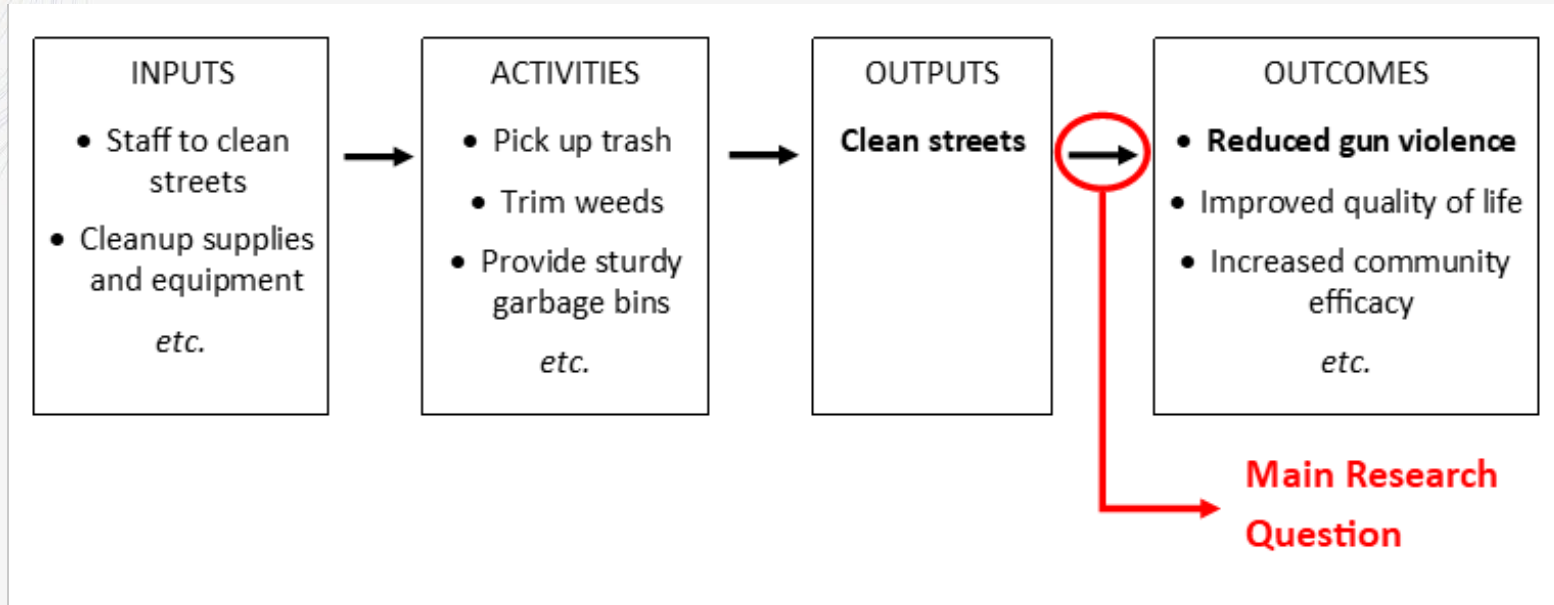 INPUTS
• Staff to clean
streets
• Cleanup supplies
and equipment
etc.
ACTIVITIES
• Pick up trash
• Trim weeds
• Provide sturdy
garbage bins
etc.
OUTPUTS
Clean streets
OUTCOMES
• Reduced gun violence
• Improved quality of life
• Increased community
efficacy
etc.
Main Research
Question